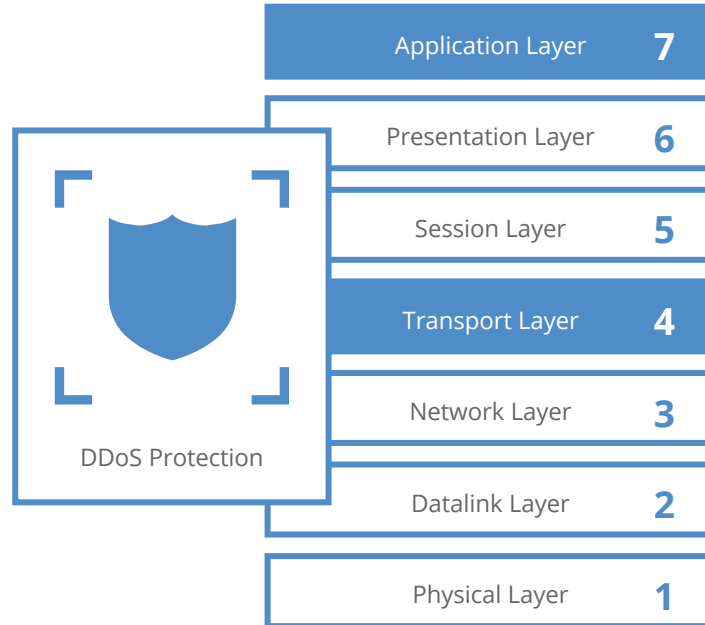 Application Layer 7
Presentation Layer 6
Session Layer 5
Transport Layer 4
Network Layer 3
DDoS Protection
Datalink Layer 2
Physical Layer 1